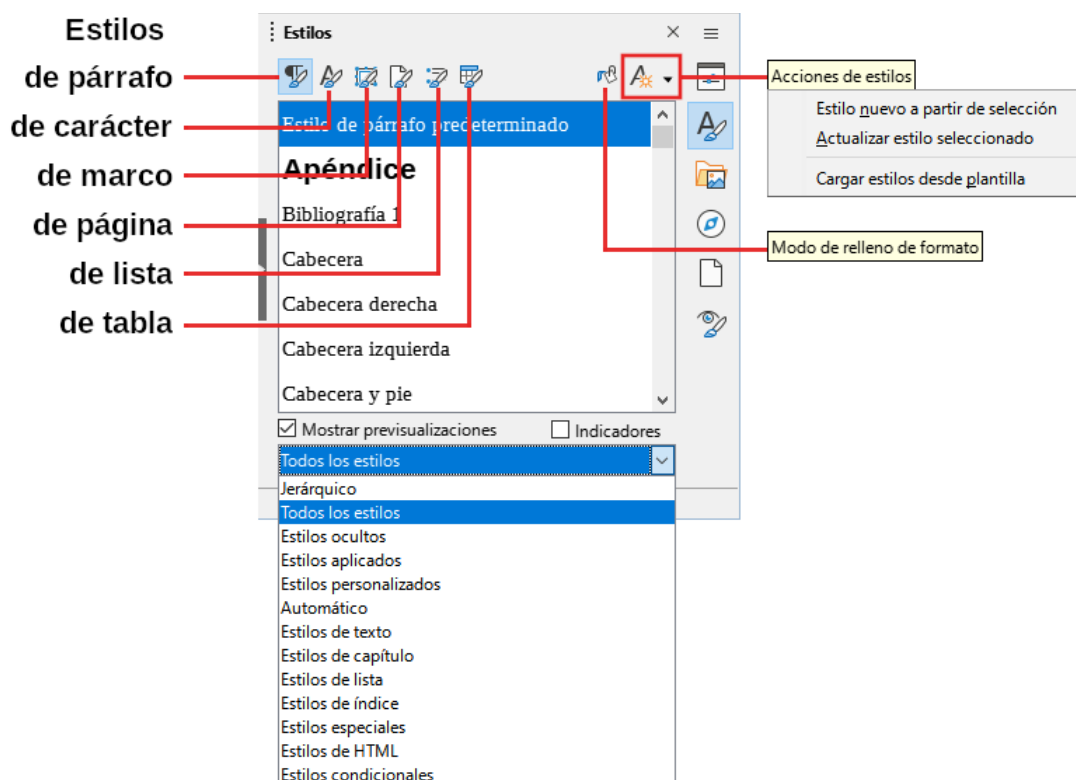 Estilos
de párrafo
de carácter
de marco
de página
de lista
de tabla
Estilos
Estilo de párrafo predeterminado
Apéndice
Bibliografía 1
Cabecera
Cabecera derecha
Cabecera izquierda
Cabecera y pie
Mostrar previsualizaciones
Indicadores
Todos los estilos
Jerárquico
Todos los estilos
Estilos ocultos
Estilos aplicados
Estilos personalizados
Automático
Estilos de texto
Estilos de capítulo
Estilos de lista
Estilos de índice
Estilos especiales
Estilos de HTML
Estilos condicionales
Acciones de estilos
Estilo nuevo a partir de selección
Actualizar estilo seleccionado
Cargar estilos desde plantilla
Modo de relleno de formato